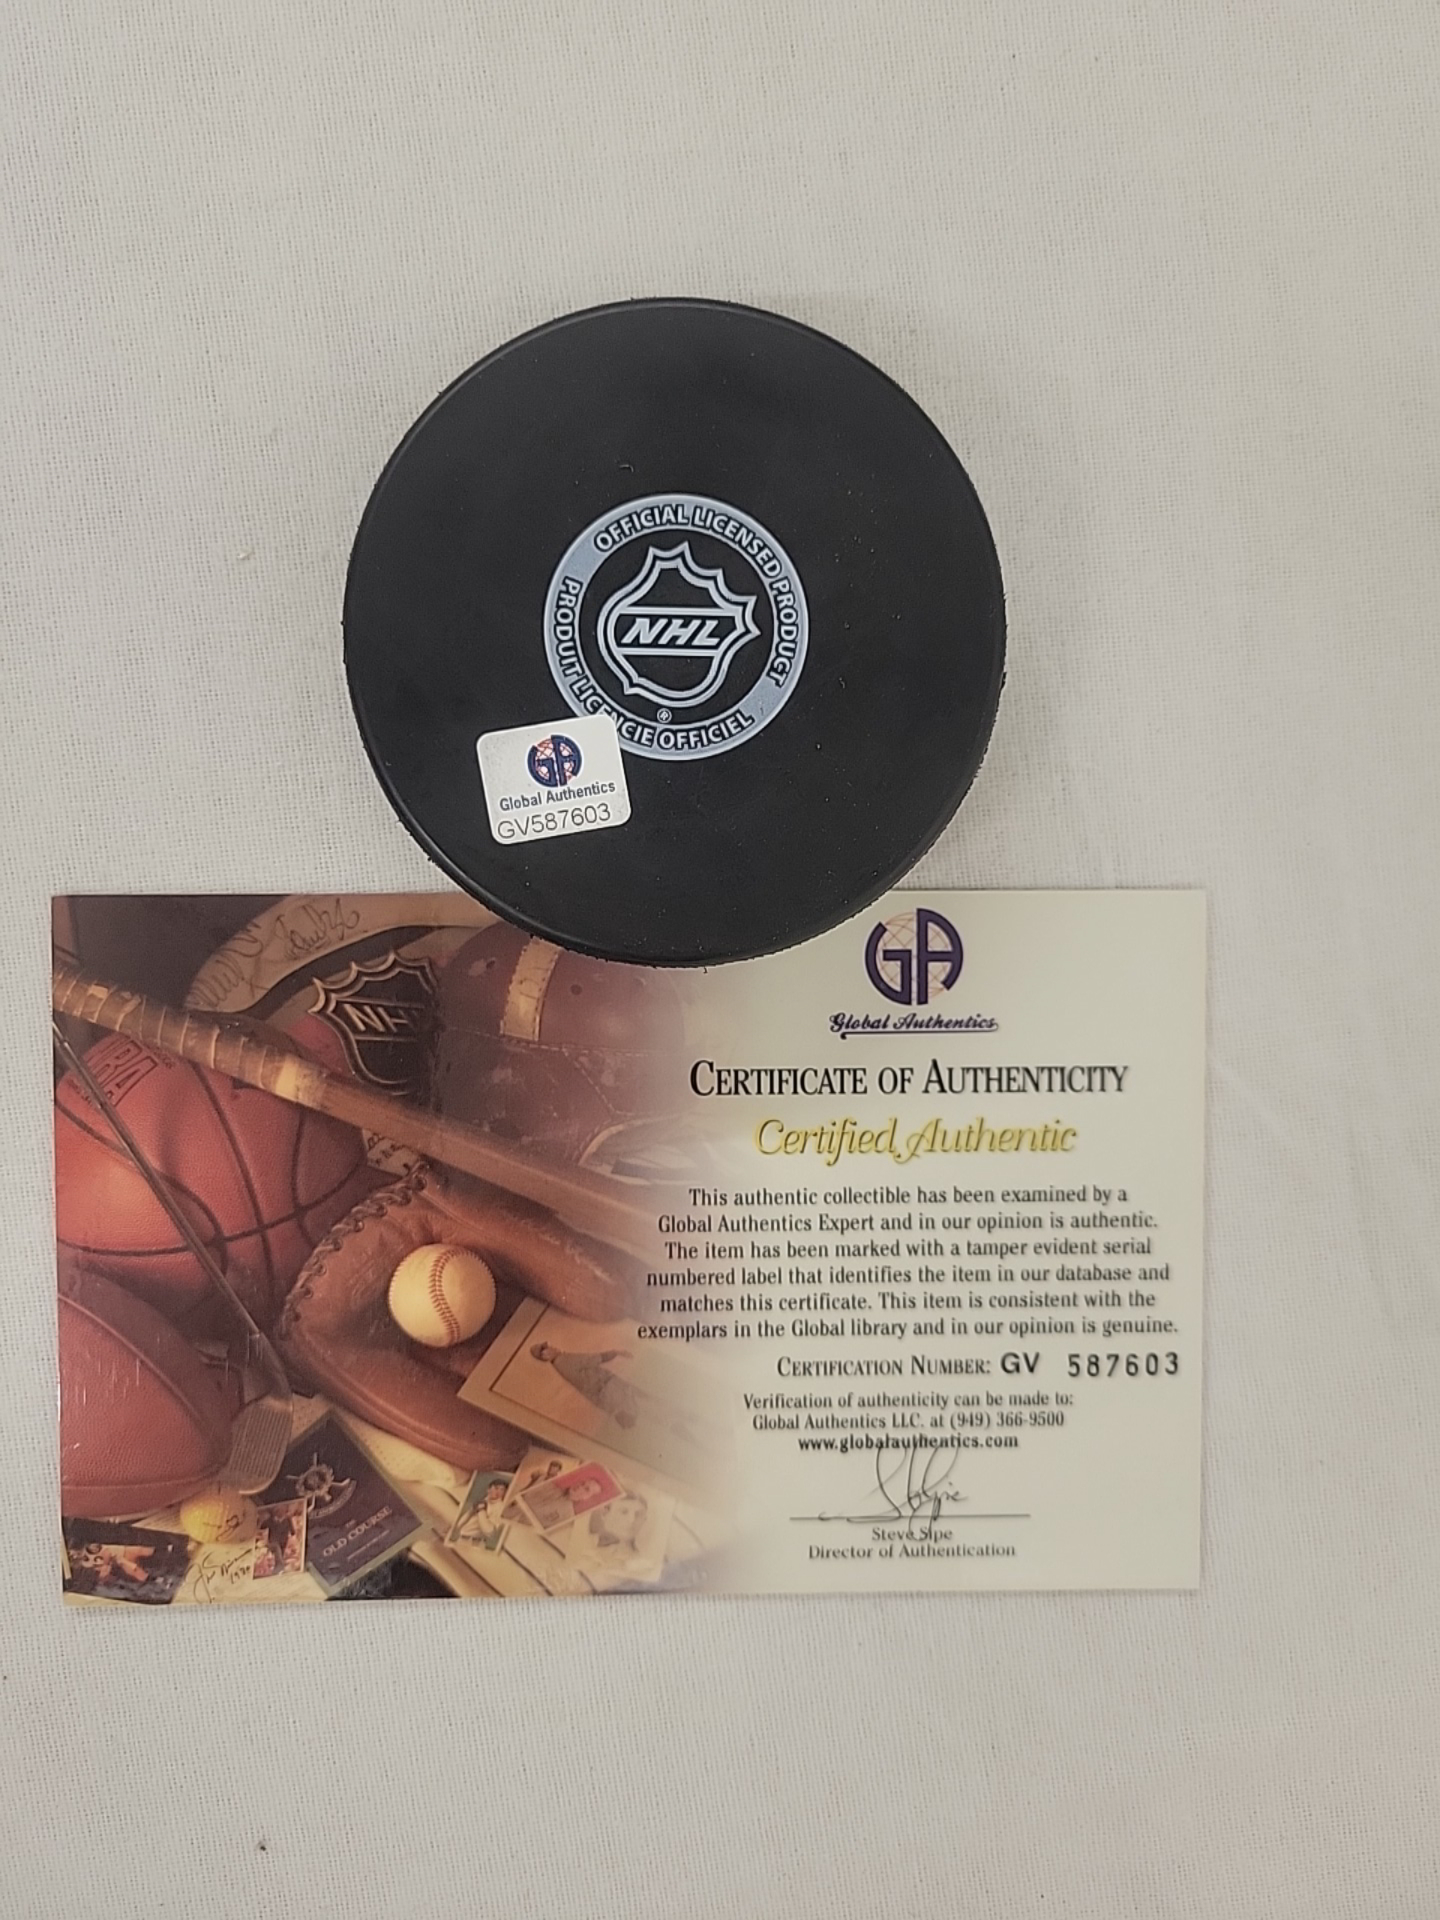 OFFICIAL LICENSED PRODUCT
NHL
®
PRODUIT LICENCIE OFFICIEL
GA
Global Authentics
GV587603
NH
GA
Global Authentics
CERTIFICATE OF AUTHENTICITY
Certified Authentic
This authentic collectible has been examined by a
Global Authentics Expert and in our opinion is authentic.
The item has been marked with a tamper evident serial
numbered label that identifies the item in our database and
matches this certificate. This item is consistent with the
exemplars in the Global library and in our opinion is genuine.
CERTIFICATION NUMBER: GV 587603
Verification of authenticity can be made to:
Global Authentics LLC. at (949) 366-9500
www.globalauthentics.com
Steve Sipe
Director of Authentication
OLD COURSE
1930